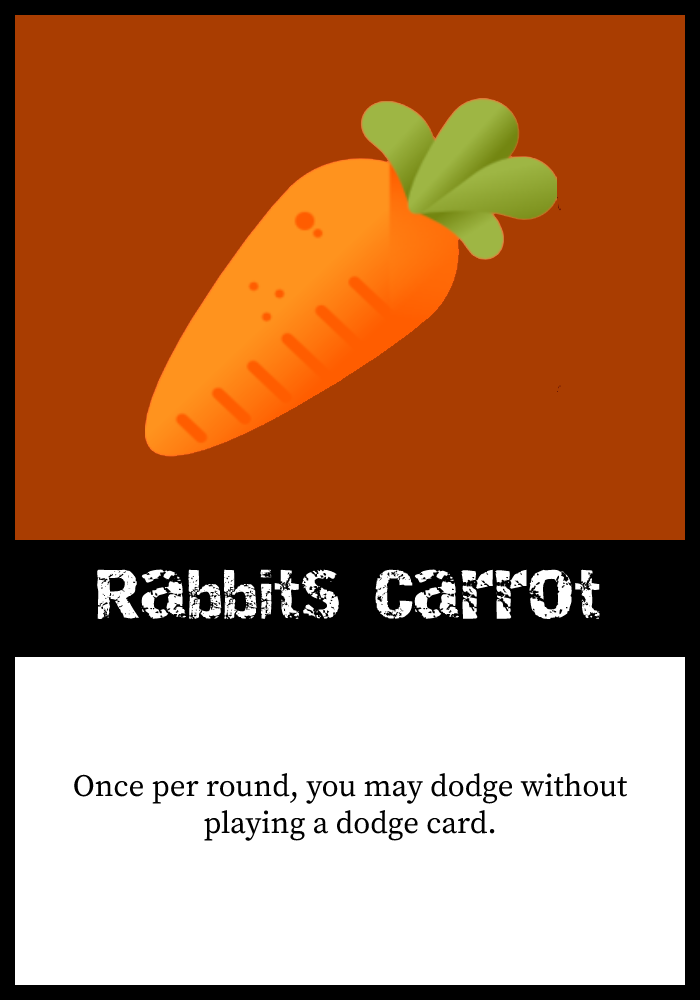 Rabbits carrot
Once per round, you may dodge without
playing a dodge card.